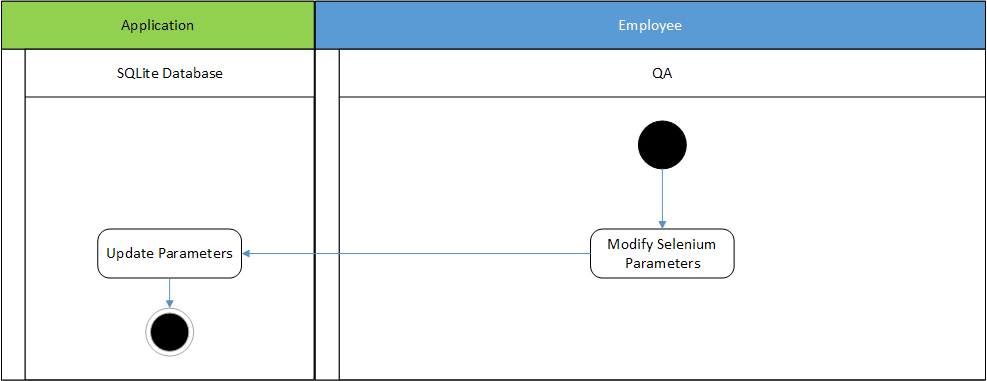 Application
Employee
SQLite Database
QA
Update Parameters
Modify Selenium
Parameters